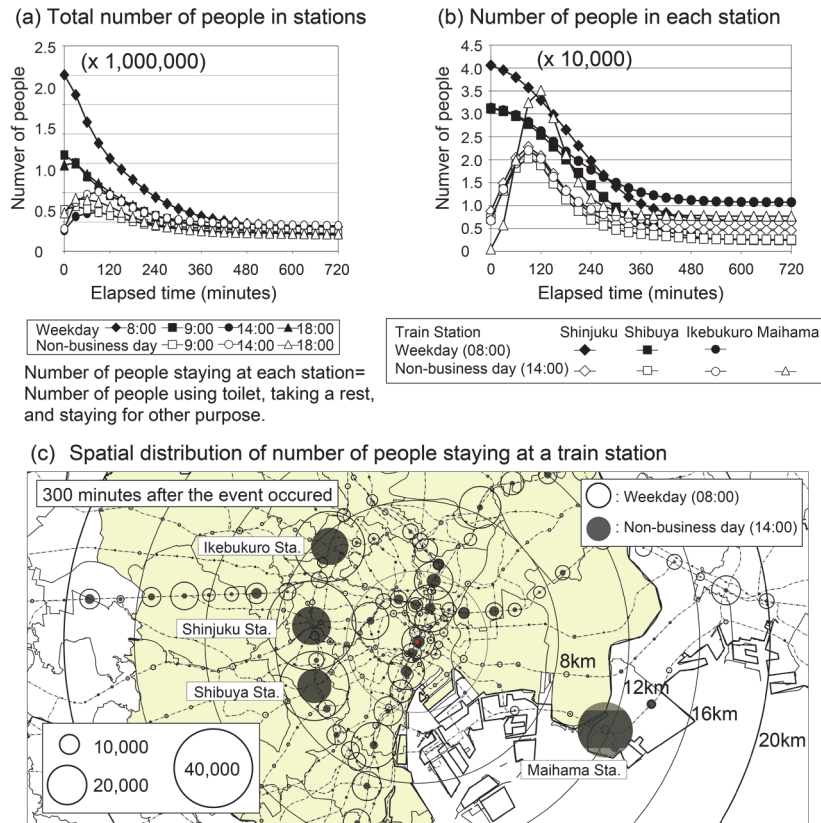 (a) Total number of people in stations
(x 1,000,000)
Numver of people
2.5
2.0
1.5
1.0
0.5
0
0 120 240 360 480 600 720
Elapsed time (minutes)
Weekday 8:00 9:00 14:00 18:00
Non-business day 9:00 14:00 18:00
Number of people staying at each station=
Number of people using toilet, taking a rest,
and staying for other purpose.
(b) Number of people in each station
(x 10,000)
Number of people
4.5
4.0
3.5
3.0
2.5
2.0
1.5
1.0
0.5
0
0 120 240 360 480 600 720
Elapsed time (minutes)
Train Station Shinjuku Shibuya Ikebukuro Maihama
Weekday (08:00)
Non-business day (14:00)
(c) Spatial distribution of number of people staying at a train station
300 minutes after the event occured
: Weekday (08:00)
: Non-business day (14:00)
Ikebukuro Sta.
Shinjuku Sta.
Shibuya Sta.
Maihama Sta.
8km
12km
16km
20km
10,000
20,000
40,000